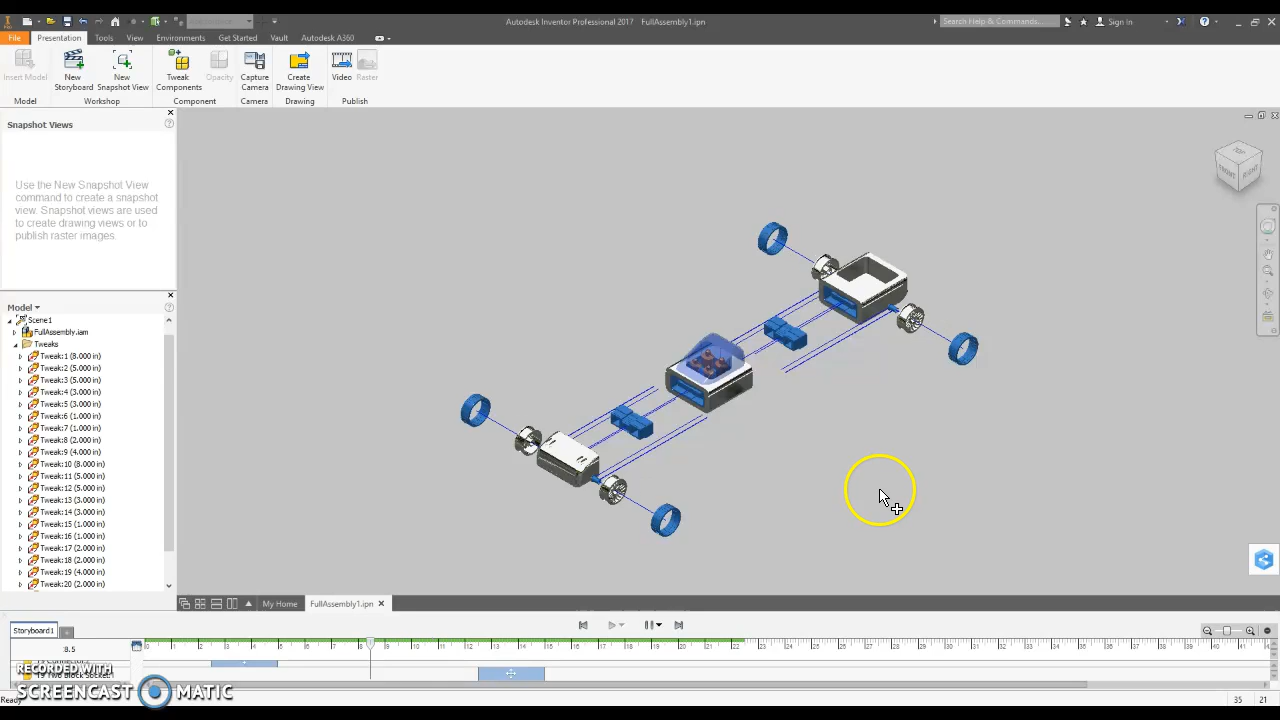 Autodesk Inventor Professional 2017 FullAssembly1.ipn
Search Help & Commands...
Sign In
File Presentation Tools View Environments Get Started Vault Autodesk A360
Insert Model
New Storyboard
New Snapshot View
Tweak Components
Opacity
Capture Camera
Create Drawing View
Video
Raster
Model Workshop Component Camera Drawing Publish
Snapshot Views
Use the New Snapshot View
command to create a snapshot
view. Snapshot views are used
to create drawing views or to
publish raster images.
TOP
FRONT
RIGHT
Model
Scene1
FullAssembly.iam
Tweaks
Tweak:1 (8.000 in)
Tweak:2 (5.000 in)
Tweak:3 (5.000 in)
Tweak:4 (3.000 in)
Tweak:5 (3.000 in)
Tweak:6 (1.000 in)
Tweak:7 (1.000 in)
Tweak:8 (2.000 in)
Tweak:9 (4.000 in)
Tweak:10 (8.000 in)
Tweak:11 (5.000 in)
Tweak:12 (5.000 in)
Tweak:13 (3.000 in)
Tweak:14 (3.000 in)
Tweak:15 (1.000 in)
Tweak:16 (1.000 in)
Tweak:17 (2.000 in)
Tweak:18 (2.000 in)
Tweak:19 (4.000 in)
Tweak:20 (2.000 in)
My Home FullAssembly1.ipn
Storyboard1
:8.5
RECORDED WITH
SCREENCAST MATIC
Ready
35 21